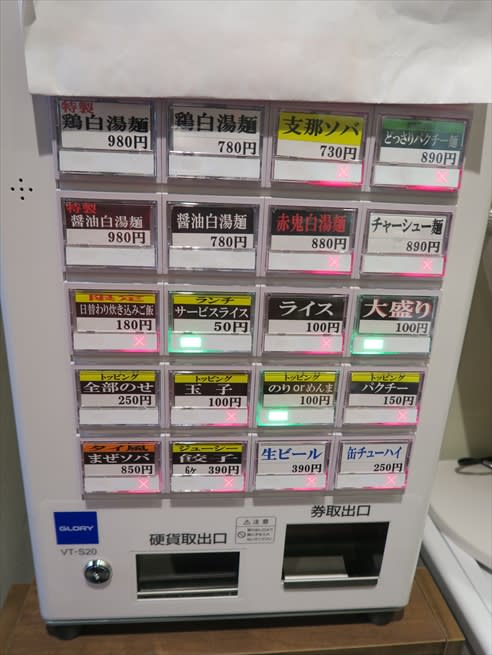 特製
鶏白湯麺
980円
鶏白湯麺
780円
支那ソバ
730円
どっさりパクチー麺
890円
特製
醤油白湯麺
980円
醤油白湯麺
780円
赤鬼白湯麺
880円
チャーシュー麺
890円
限定
日替わり炊き込みご飯
180円
ランチ
サービスライス
50円
ライス
100円
大盛り
100円
トッピング
全部のせ
250円
トッピング
玉子
100円
トッピング
のりorめんま
100円
トッピング
パクチー
150円
タイ風
まぜソバ
850円
ジューシー
餃子
6ヶ 390円
生ビール
390円
缶チューハイ
250円
GLORY
VT-S20
硬貨取出口
注意
券取出口